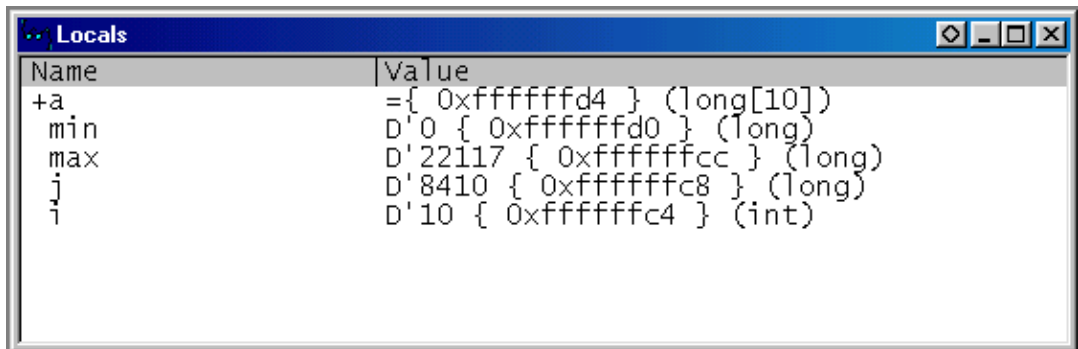 Locals
Name Value
+a ={ 0xffffffd4 } (long[10])
min D'0 { 0xffffffd0 } (long)
max D'22117 { 0xffffffcc } (long)
j D'8410 { 0xffffffc8 } (long)
i D'10 { 0xffffffc4 } (int)